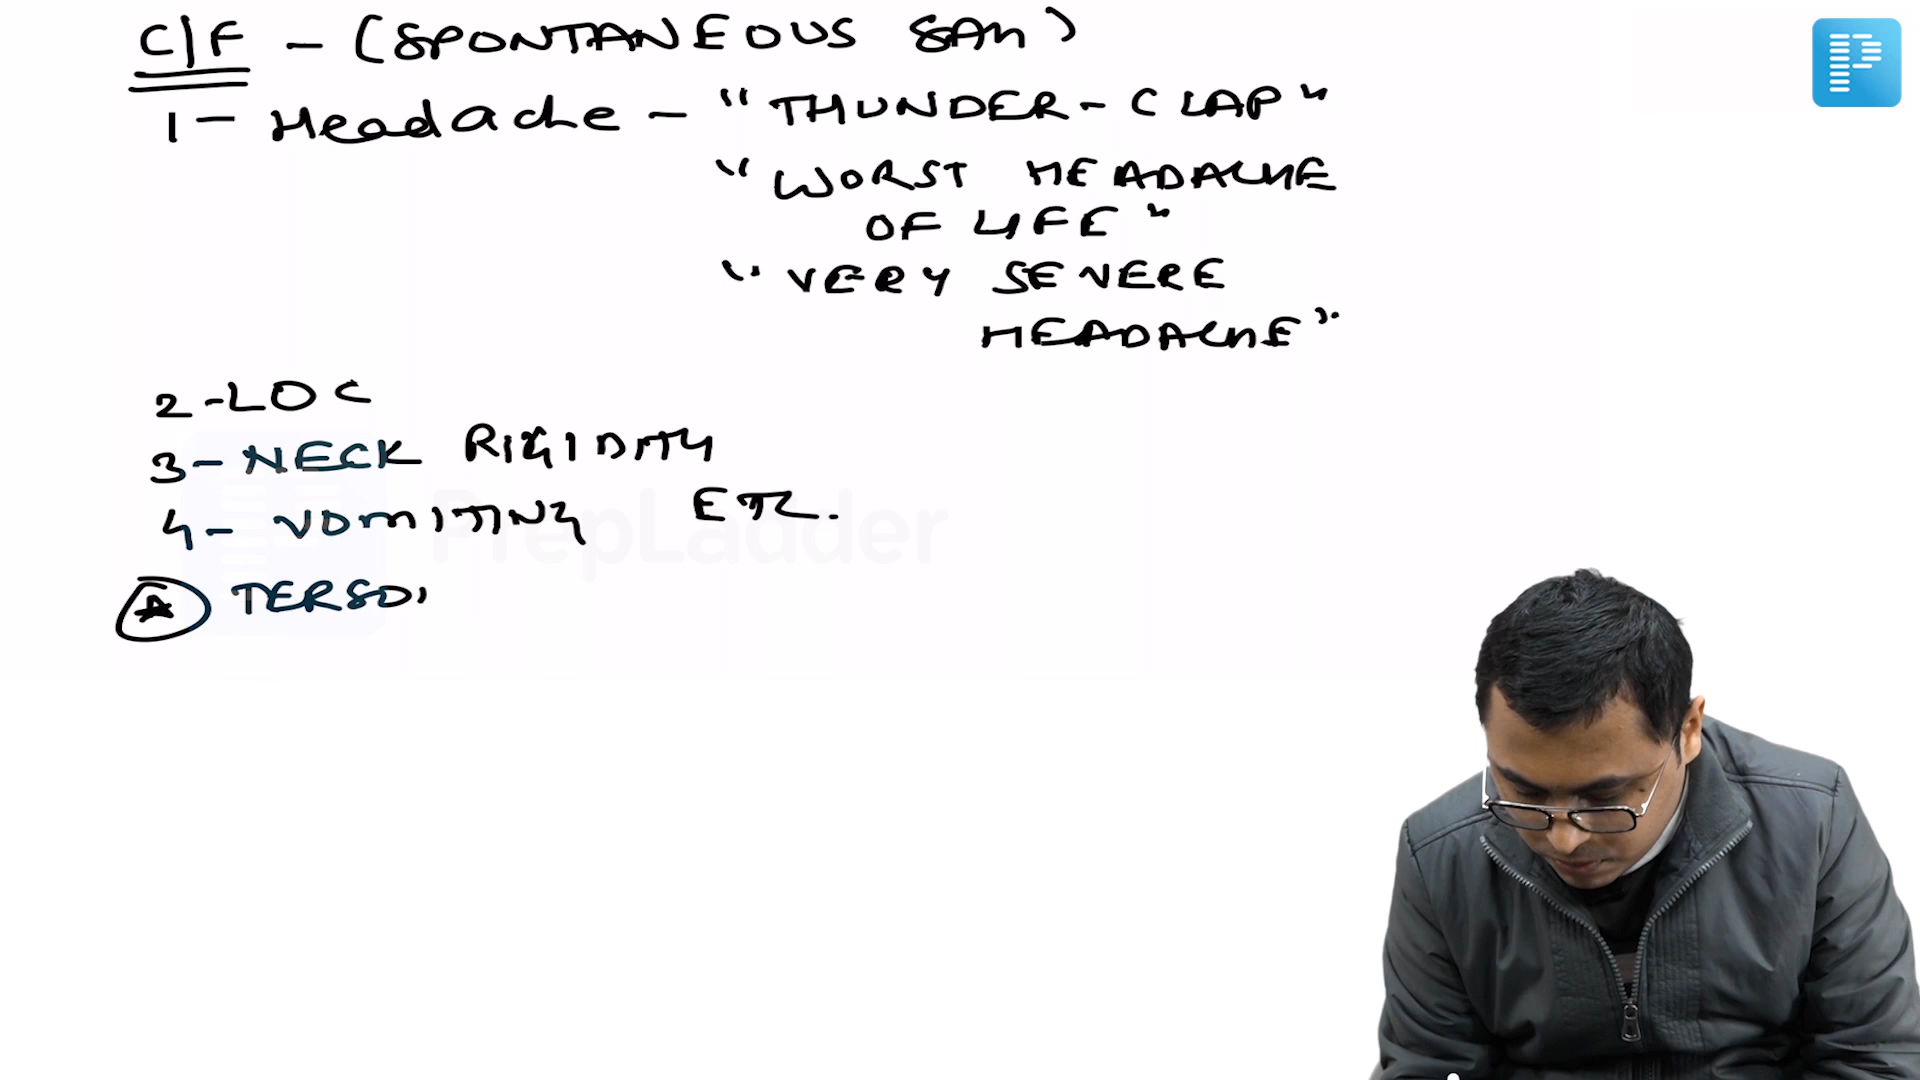 C/F - (SPONTANEOUS SAH)
1 - Headache - "THUNDER-CLAP"
"WORST HEADACHE
OF LIFE"
"VERY SEVERE
HEADACHE"
2 - LOC
3 - NECK RIGIDITY
4 - VOMITING ETC.
TERSO
PrepLadder